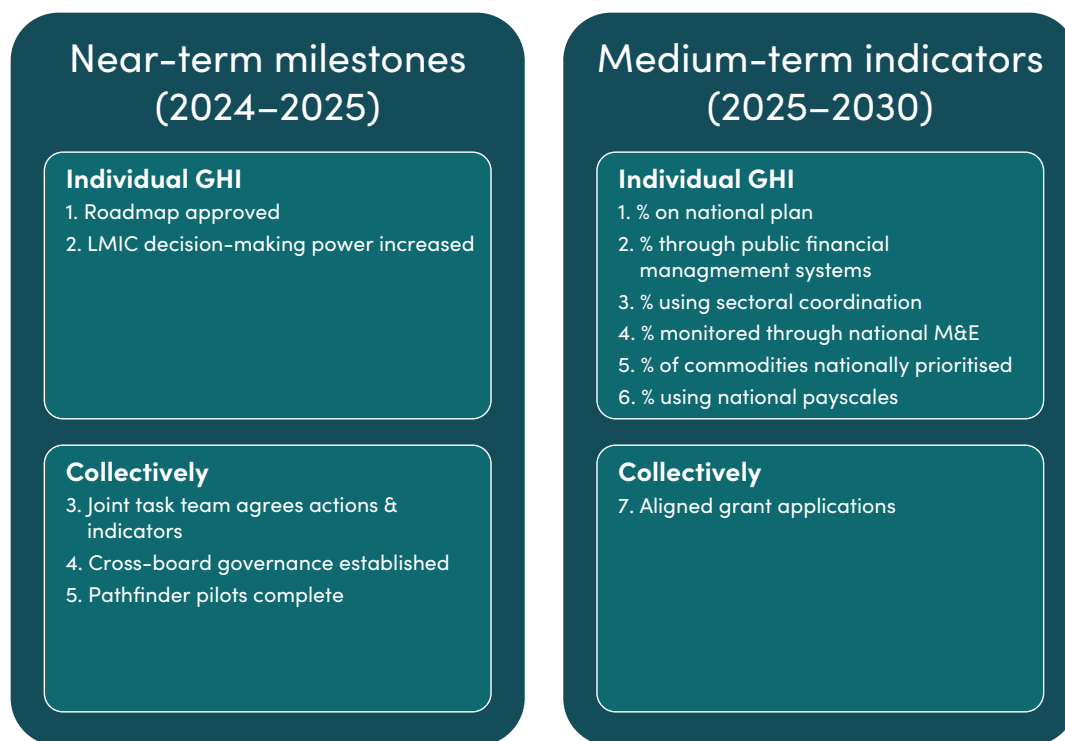 Near-term milestones
(2024–2025)
Individual GHI
1. Roadmap approved
2. LMIC decision-making power increased
Collectively
3. Joint task team agrees actions &
indicators
4. Cross-board governance established
5. Pathfinder pilots complete
Medium-term indicators
(2025–2030)
Individual GHI
1. % on national plan
2. % through public financial
managmement systems
3. % using sectoral coordination
4. % monitored through national M&E
5. % of commodities nationally prioritised
6. % using national payscales
Collectively
7. Aligned grant applications